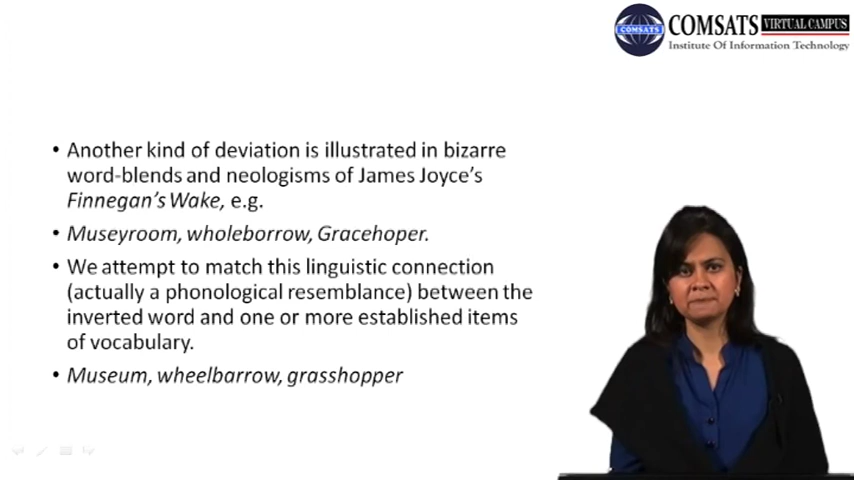 COMSATS
COMSATS VIRTUAL CAMPUS
Institute Of Information Technology
• Another kind of deviation is illustrated in bizarre
word-blends and neologisms of James Joyce's
Finnegan's Wake, e.g.
• Museyroom, wholeborrow, Gracehoper.
• We attempt to match this linguistic connection
(actually a phonological resemblance) between the
inverted word and one or more established items
of vocabulary.
• Museum, wheelbarrow, grasshopper